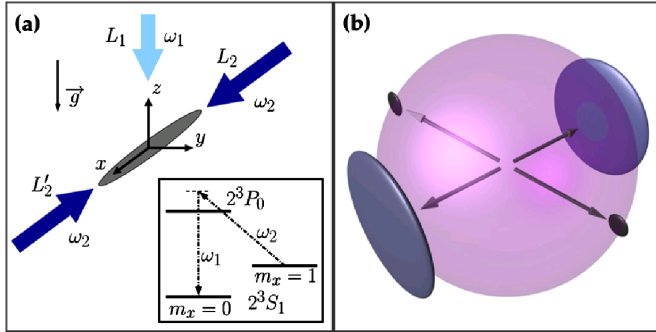 (a)
L₁ ω₁
L₂
ω₂
g⃗
z
x
y
L₂′
ω₂
2³P₀
ω₂
ω₁
mₓ = 1
mₓ = 0
2³S₁
(b)